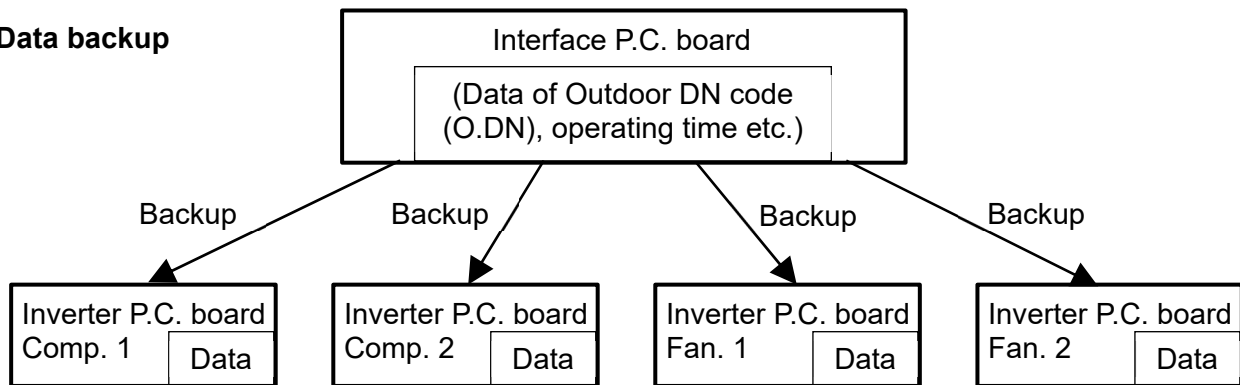 Data backup
Interface P.C. board
(Data of Outdoor DN code
(O.DN), operating time etc.)
Backup
Backup
Backup
Backup
Inverter P.C. board
Comp. 1
Data
Inverter P.C. board
Comp. 2
Data
Inverter P.C. board
Fan. 1
Data
Inverter P.C. board
Fan. 2
Data